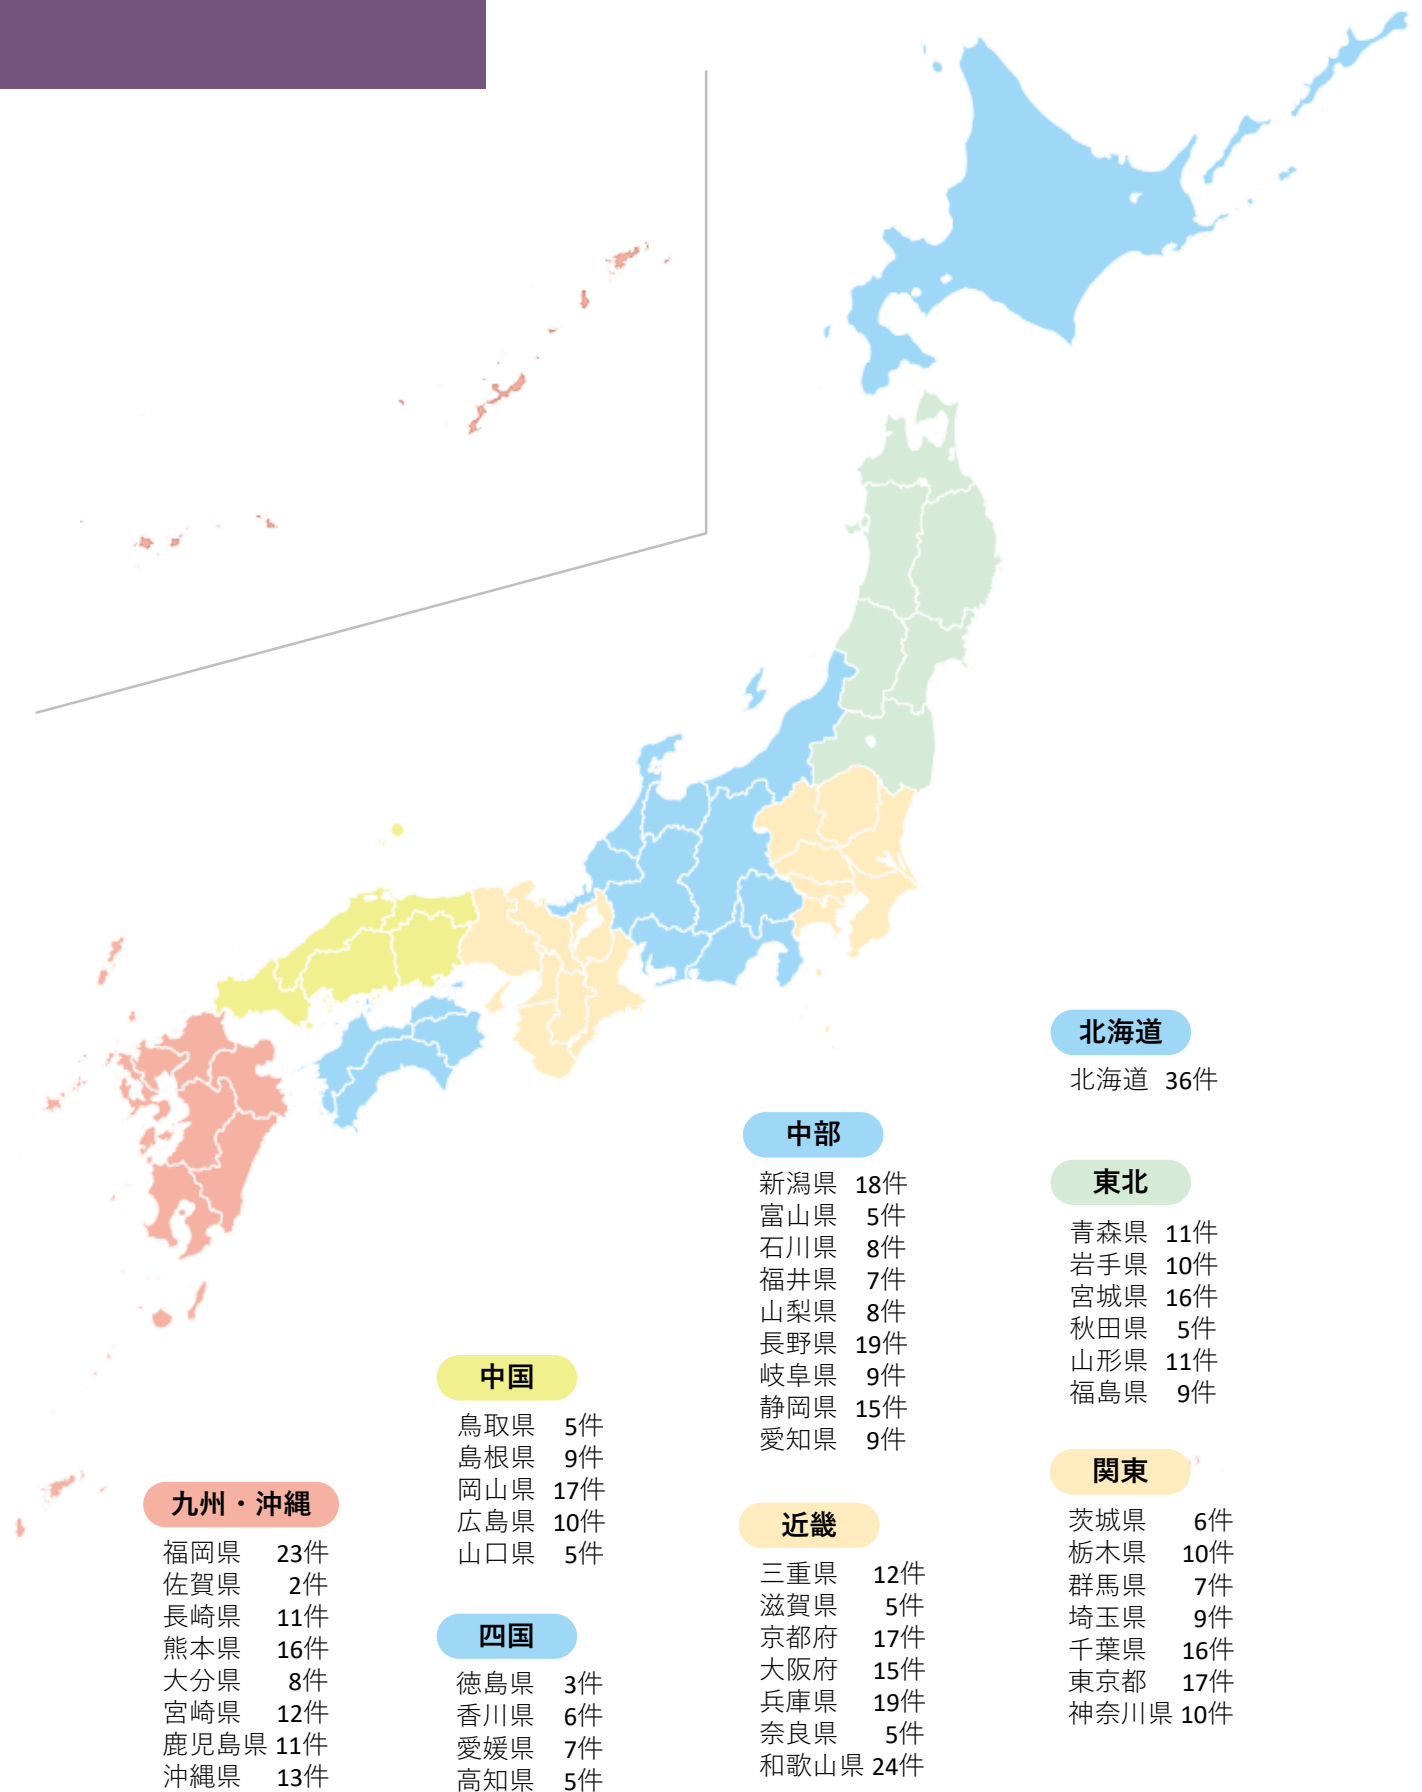 北海道
北海道 36件
東北
青森県 11件
岩手県 10件
宮城県 16件
秋田県 5件
山形県 11件
福島県 9件
関東
茨城県 6件
栃木県 10件
群馬県 7件
埼玉県 9件
千葉県 16件
東京都 17件
神奈川県 10件
中部
新潟県 18件
富山県 5件
石川県 8件
福井県 7件
山梨県 8件
長野県 19件
岐阜県 9件
静岡県 15件
愛知県 9件
近畿
三重県 12件
滋賀県 5件
京都府 17件
大阪府 15件
兵庫県 19件
奈良県 5件
和歌山県 24件
中国
鳥取県 5件
島根県 9件
岡山県 17件
広島県 10件
山口県 5件
四国
徳島県 3件
香川県 6件
愛媛県 7件
高知県 5件
九州・沖縄
福岡県 23件
佐賀県 2件
長崎県 11件
熊本県 16件
大分県 8件
宮崎県 12件
鹿児島県 11件
沖縄県 13件